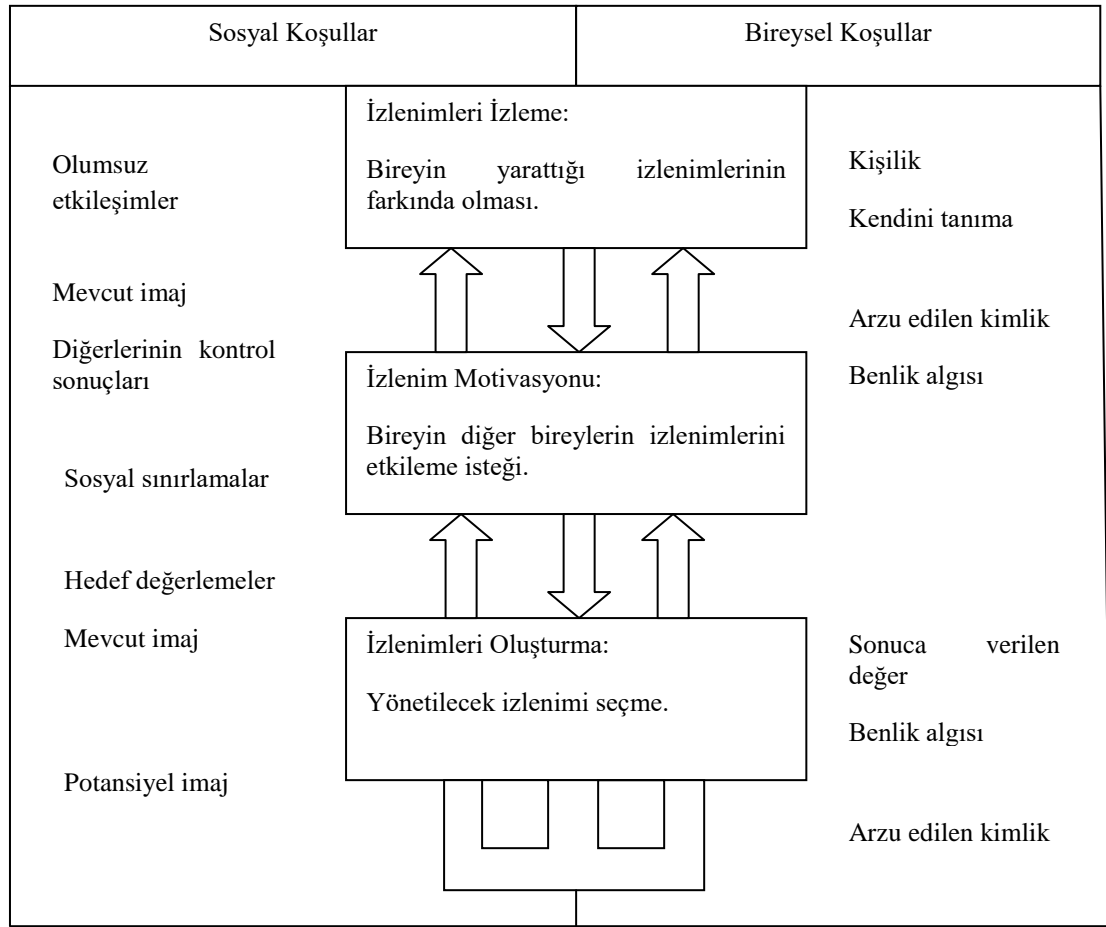 Sosyal Koşullar
Bireysel Koşullar
İzlenimleri İzleme:
Bireyin yarattığı izlenimlerinin
farkında olması.
Olumsuz
etkileşimler
Mevcut imaj
Diğerlerinin kontrol
sonuçları
Sosyal sınırlamalar
Hedef değerlemeler
Mevcut imaj
Potansiyel imaj
İzlenim Motivasyonu:
Bireyin diğer bireylerin izlenimlerini
etkileme isteği.
İzlenimleri Oluşturma:
Yönetilecek izlenimi seçme.
Kişilik
Kendini tanıma
Arzu edilen kimlik
Benlik algısı
Sonuca verilen
değer
Benlik algısı
Arzu edilen kimlik